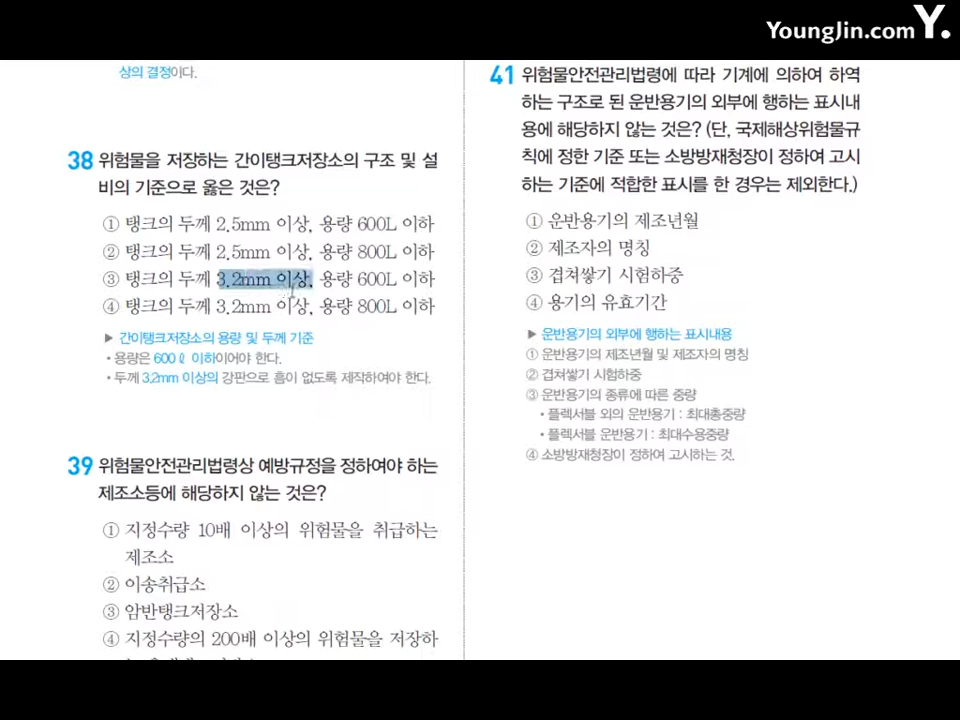 YoungJin.com Y.
상의 결정이다.
38 위험물을 저장하는 간이탱크저장소의 구조 및 설
비의 기준으로 옳은 것은?
① 탱크의 두께 2.5mm 이상, 용량 600L 이하
② 탱크의 두께 2.5mm 이상, 용량 800L 이하
③ 탱크의 두께 3.2mm 이상, 용량 600L 이하
④ 탱크의 두께 3.2mm 이상, 용량 800L 이하
▶ 간이탱크저장소의 용량 및 두께 기준
• 용량은 600ℓ 이하이어야 한다.
• 두께 3.2mm 이상의 강판으로 흠이 없도록 제작하여야 한다.
39 위험물안전관리법령상 예방규정을 정하여야 하는
제조소등에 해당하지 않는 것은?
① 지정수량 10배 이상의 위험물을 취급하는
제조소
② 이송취급소
③ 암반탱크저장소
④ 지정수량의 200배 이상의 위험물을 저장하
41 위험물안전관리법령에 따라 기계에 의하여 하역
하는 구조로 된 운반용기의 외부에 행하는 표시내
용에 해당하지 않는 것은? (단, 국제해상위험물규
칙에 정한 기준 또는 소방방재청장이 정하여 고시
하는 기준에 적합한 표시를 한 경우는 제외한다.)
① 운반용기의 제조년월
② 제조자의 명칭
③ 겹쳐쌓기 시험하중
④ 용기의 유효기간
▶ 운반용기의 외부에 행하는 표시내용
① 운반용기의 제조년월 및 제조자의 명칭
② 겹쳐쌓기 시험하중
③ 운반용기의 종류에 따른 중량
• 플렉서블 외의 운반용기 : 최대총중량
• 플렉서블 운반용기 : 최대수용중량
④ 소방방재청장이 정하여 고시하는 것.